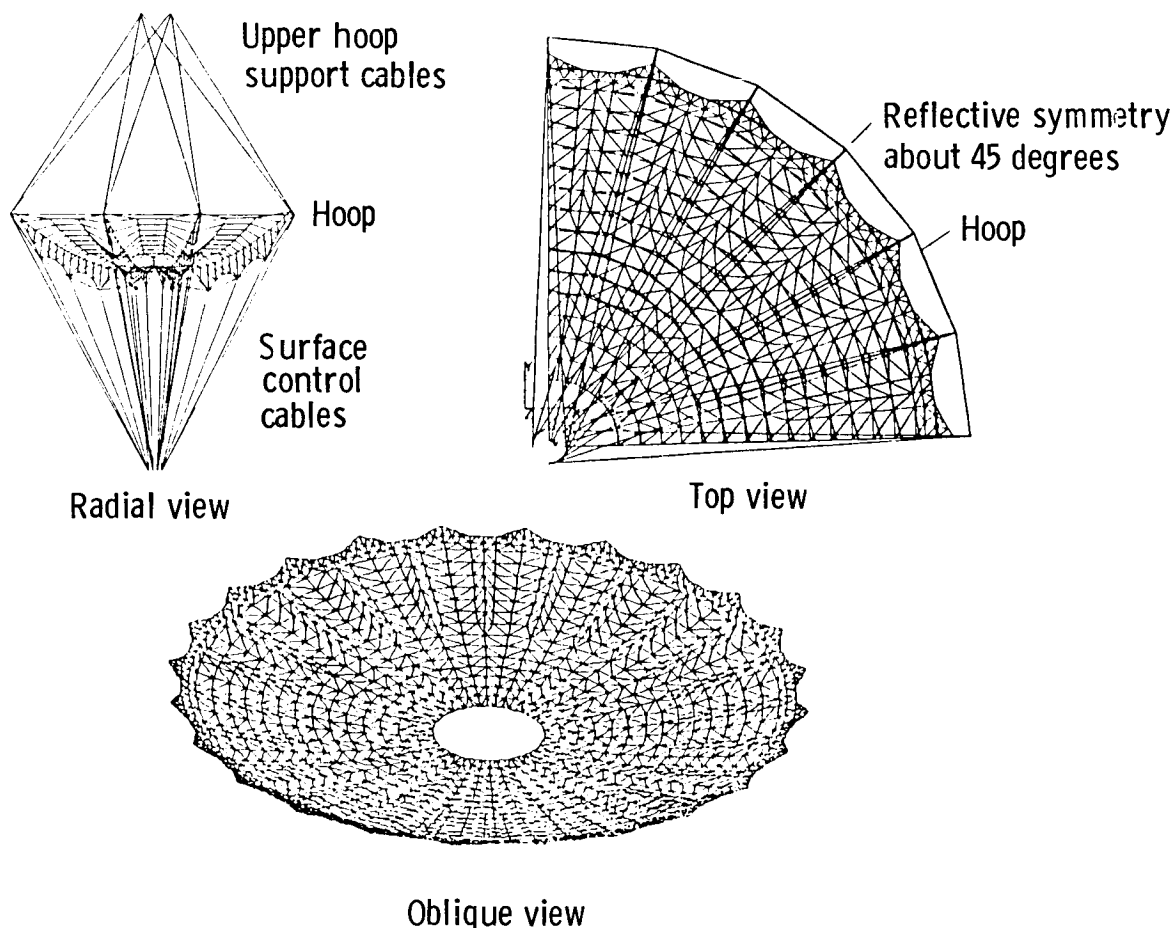 Upper hoop
support cables
Hoop
Surface
control
cables
Radial view
Reflective symmetry
about 45 degrees
Hoop
Top view
Oblique view